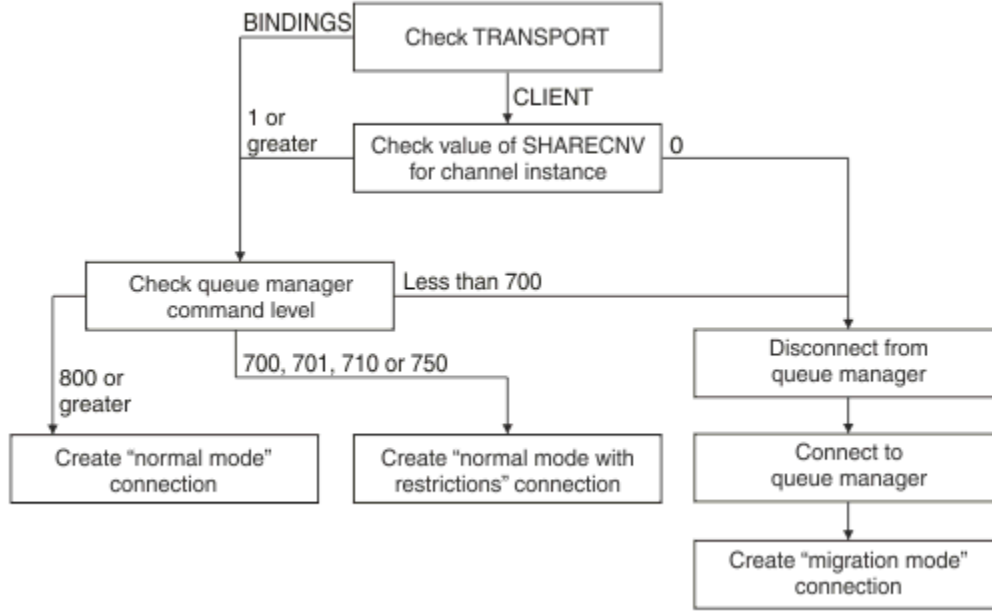 BINDINGS
Check TRANSPORT
CLIENT
1 or
greater
Check value of SHARECNV
for channel instance
0
Check queue manager
command level
Less than 700
800 or
greater
700, 701, 710 or 750
Disconnect from
queue manager
Create “normal mode”
connection
Create “normal mode with
restrictions” connection
Connect to
queue manager
Create “migration mode”
connection